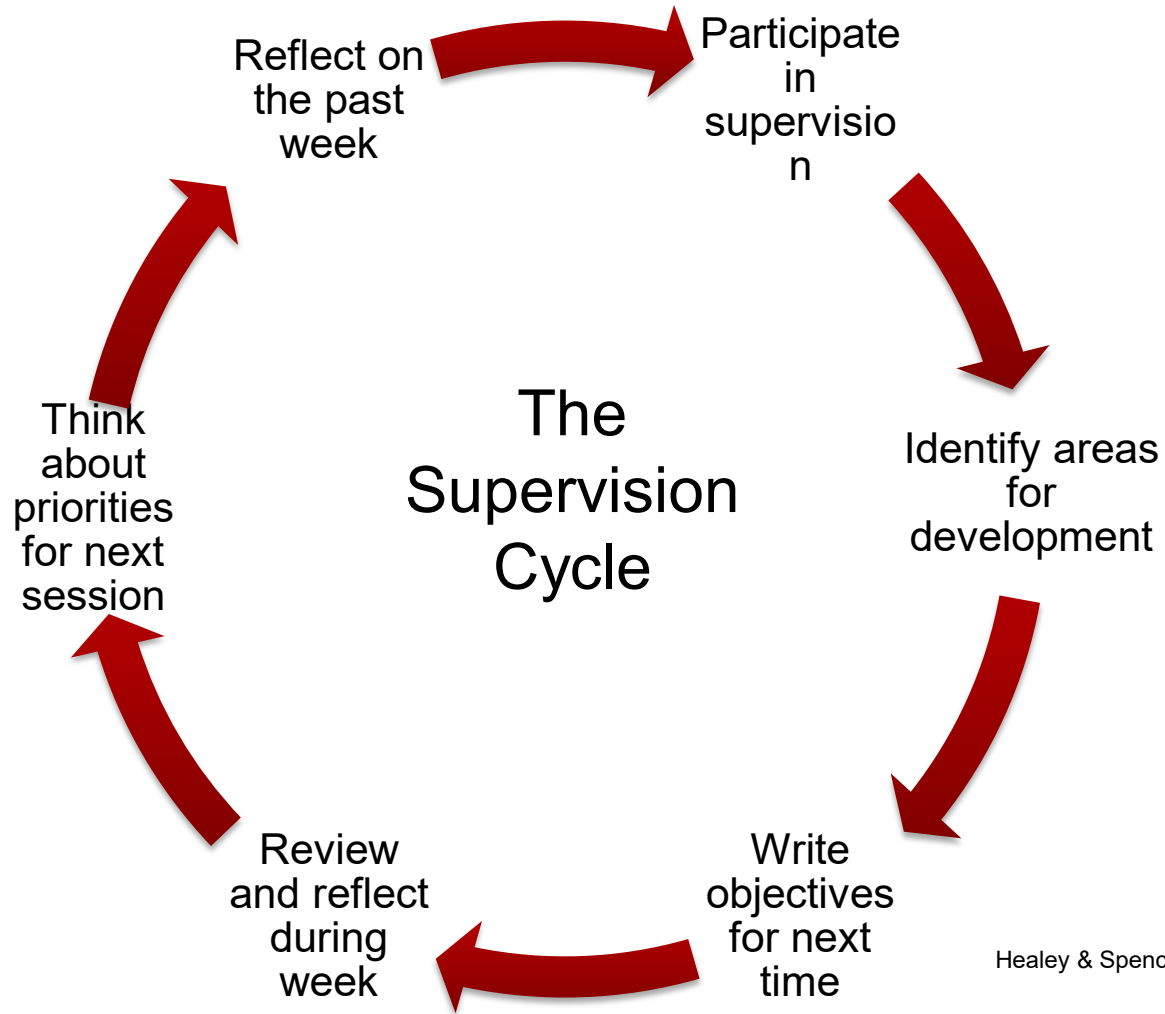 Reflect on
the past
week
Participate
in
supervisio
n
Identify areas
for
development
Write
objectives
for next
time
Review
and reflect
during
week
Think
about
priorities
for next
session
The
Supervision
Cycle
Healey & Spenc